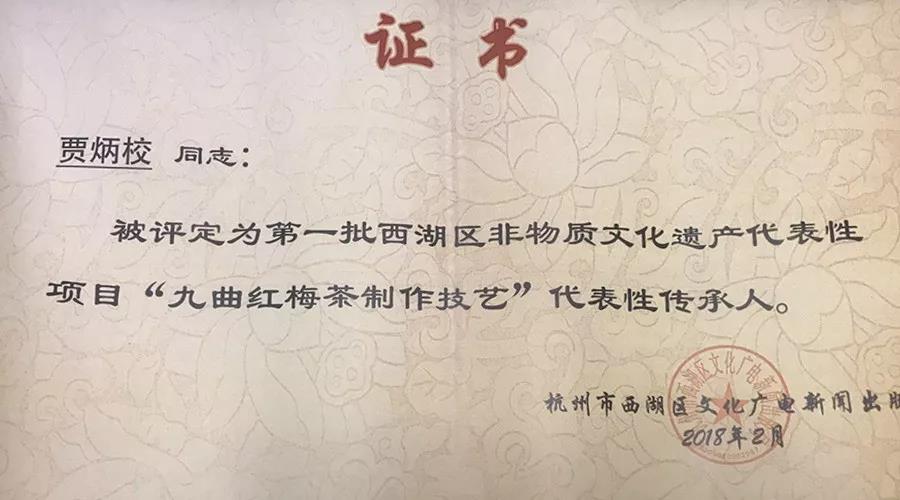 证书
贾炳校 同志：
被评定为第一批西湖区非物质文化遗产代表性
项目“九曲红梅茶制作技艺”代表性传承人。
杭州市西湖区文化广电新闻出版
2018年2月